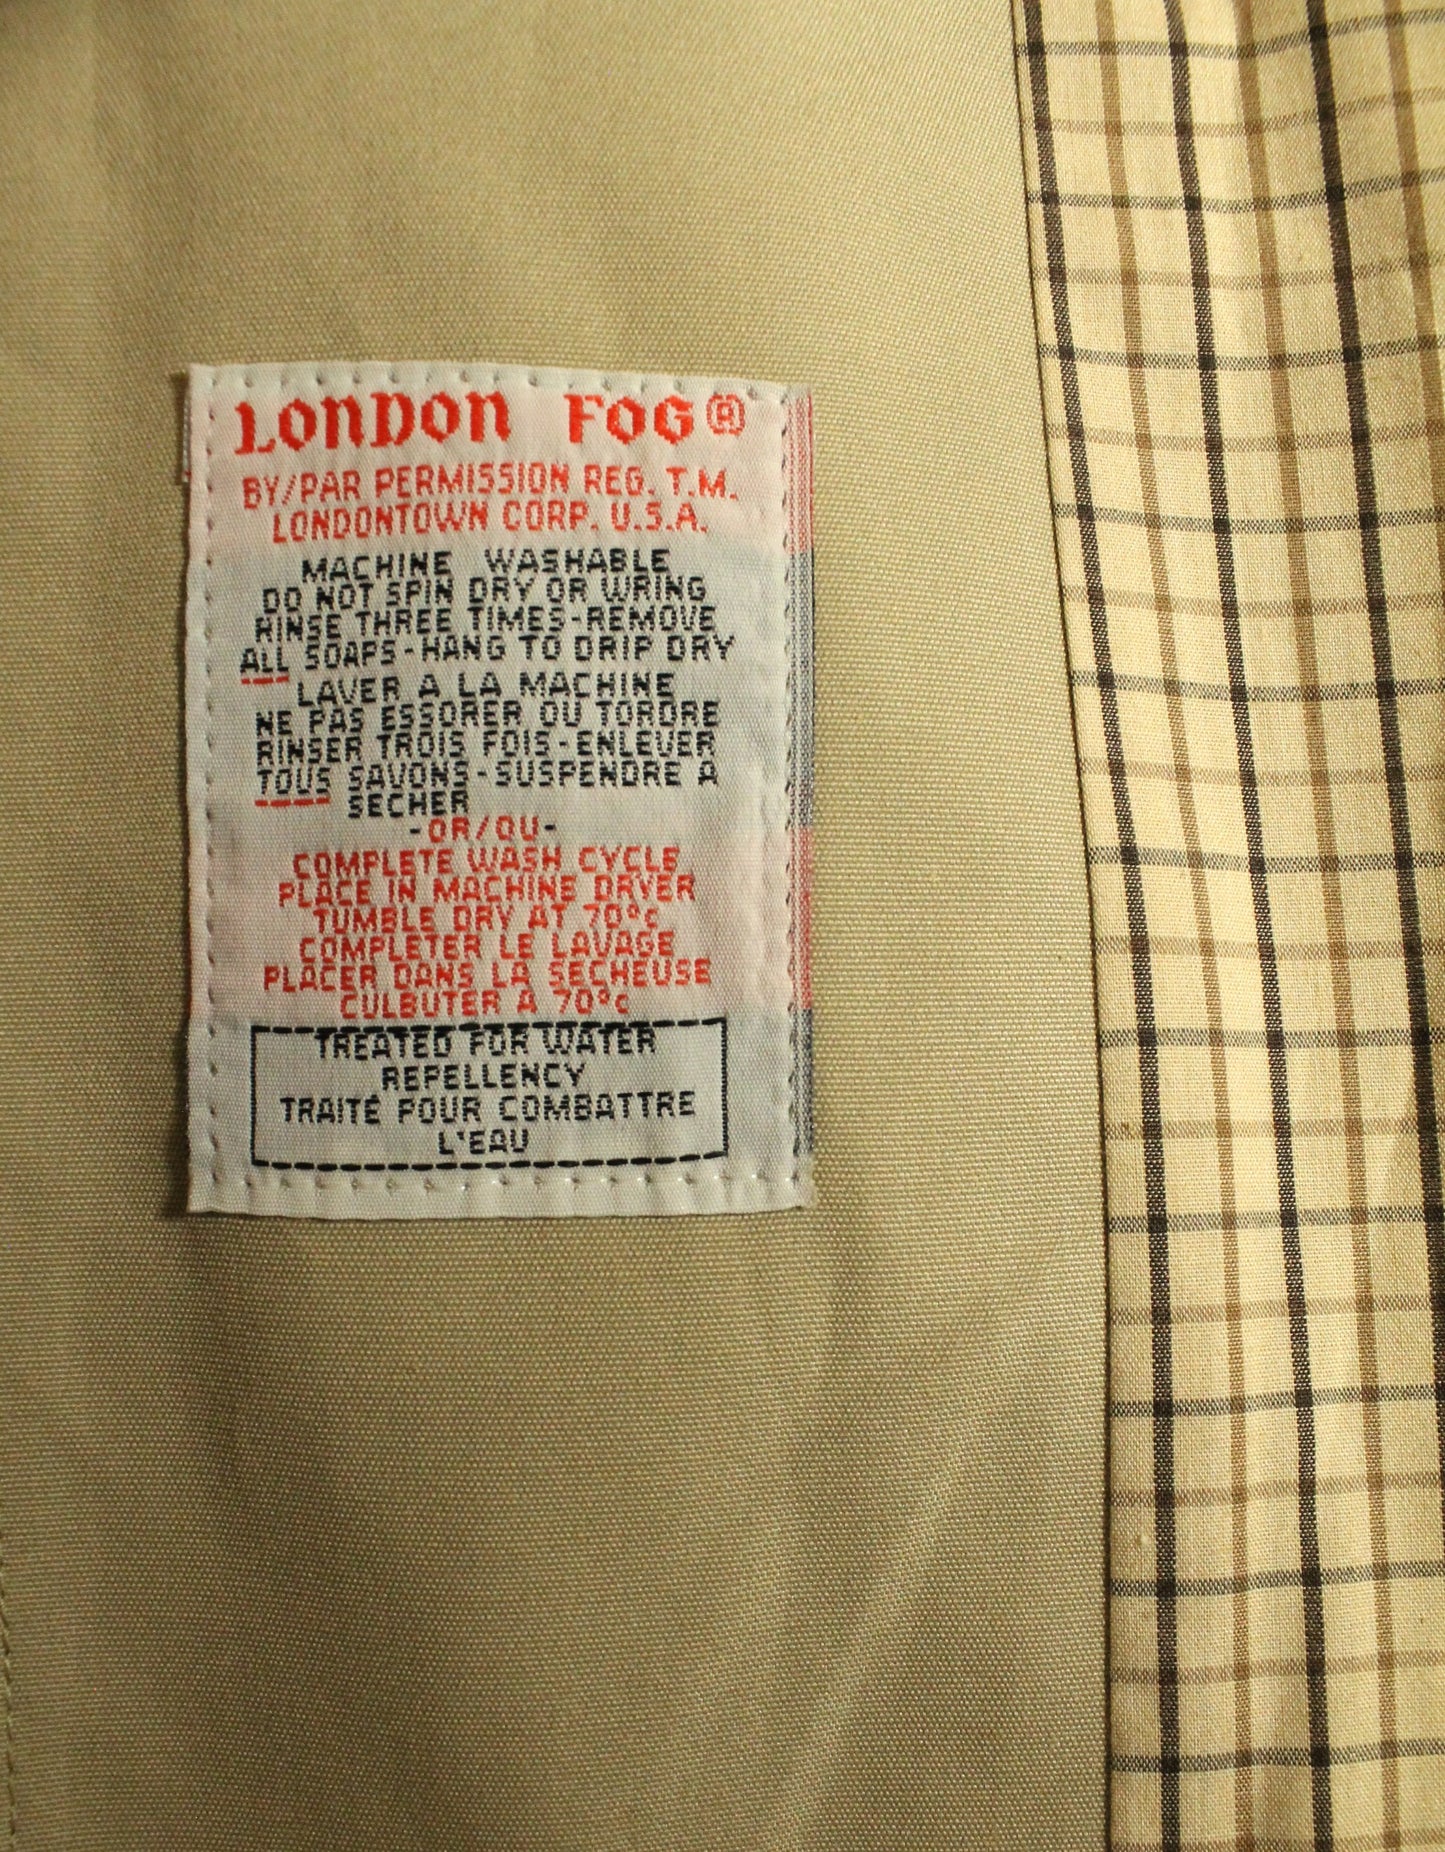 LONDON FOG®
BY/PAR PERMISSION REG. T.M.
LONDONTOWN CORP. U.S.A.
MACHINE WASHABLE
DO NOT SPIN DRY OR WRING
RINSE THREE TIMES-REMOVE
ALL SOAPS-HANG TO DRIP DRY
LAVER A LA MACHINE
NE PAS ESSORER OU TORDRE
RINSER TROIS FOIS-ENLEVER
TOUS SAVONS-SUSPENDRE A
SECHER
-OR/OU-
COMPLETE WASH CYCLE
PLACE IN MACHINE DRYER
TUMBLE DRY AT 70°c
COMPLETER LE LAVAGE
PLACER DANS LA SECHEUSE
CULBUTER A 70°c
TREATED FOR WATER
REPELLENCY
TRAITÉ POUR COMBATTRE
L'EAU